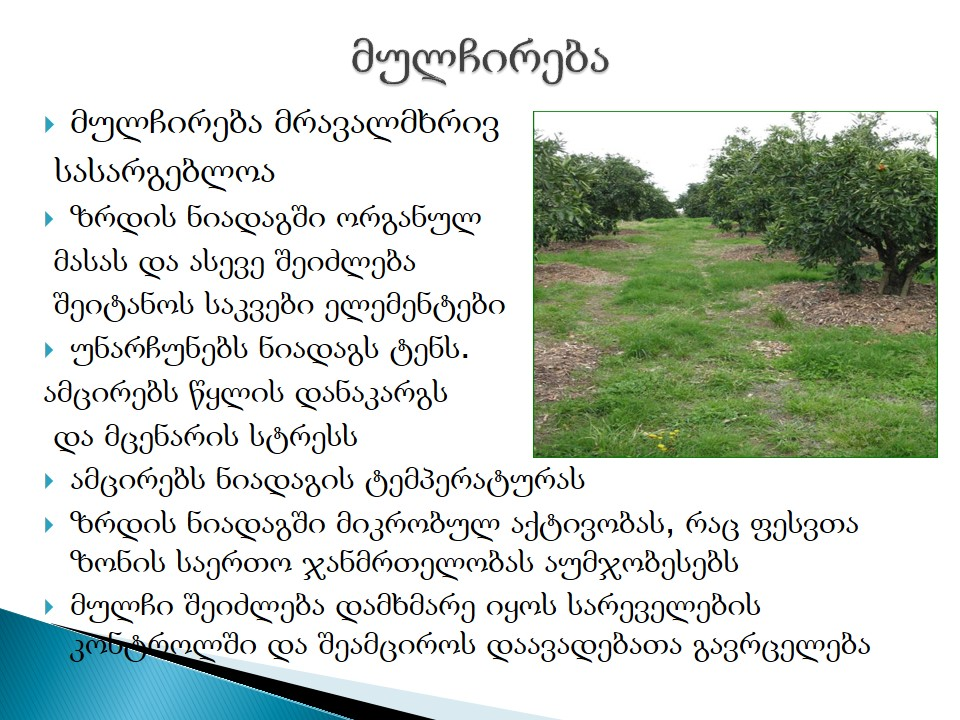 მულჩირება
მულჩირება მრავალმხრივ
სასარგებლოა
ზრდის ნიადაგში ორგანულ
მასას და ასევე შეიძლება
შეიტანოს საკვები ელემენტები
უნარჩუნებს ნიადაგს ტენს.
ამცირებს წყლის დანაკარგს
და მცენარის სტრესს
ამცირებს ნიადაგის ტემპერატურას
ზრდის ნიადაგში მიკრობულ აქტივობას, რაც ფესვთა
ზონის საერთო ჯანმრთელობას აუმჯობესებს
მულჩი შეიძლება დამხმარე იყოს სარეველების
კონტროლში და შეამციროს დაავადებათა გავრცელება